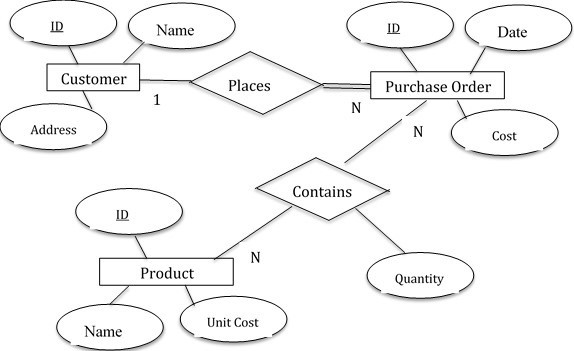 ID
Name
ID
Date
Customer
Places
Purchase Order
1
N
Address
N
Cost
Contains
ID
N
Product
Quantity
Name
Unit Cost